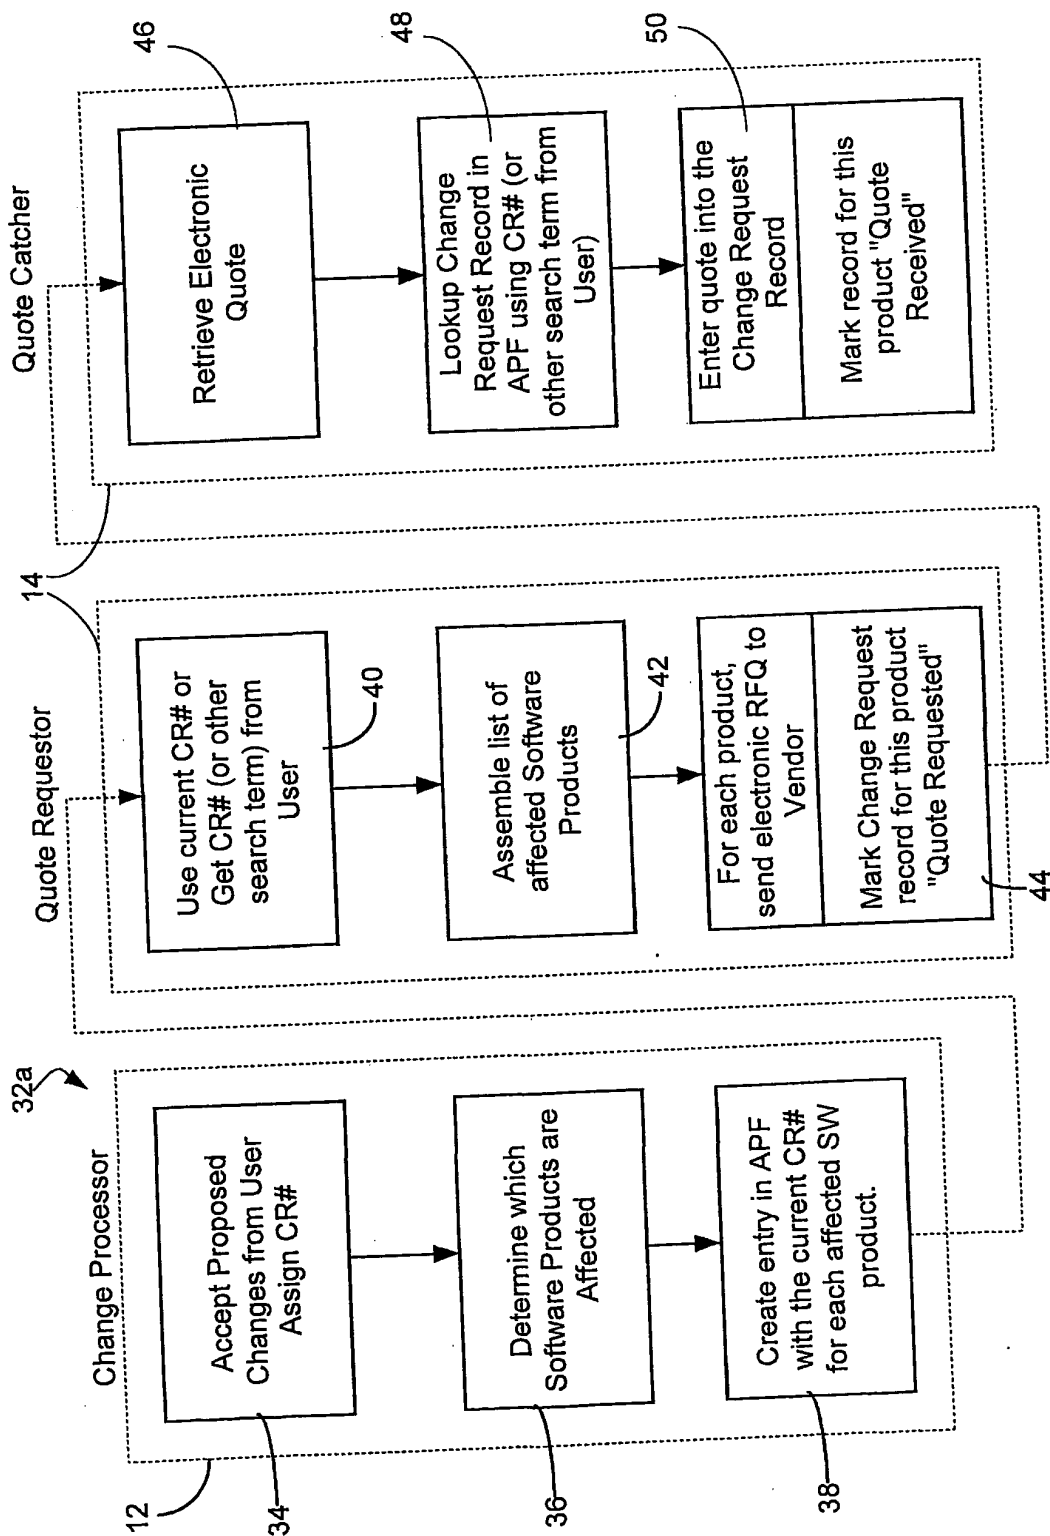 32a
Change Processor
12
Accept Proposed
Changes from User
Assign CR#
34
Determine which
Software Products are
Affected
36
Create entry in APF
with the current CR#
for each affected SW
product.
38
Quote Requestor
14
Use current CR# or
Get CR# (or other
search term) from
User
40
Assemble list of
affected Software
Products
42
For each product,
send electronic RFQ to
Vendor
Mark Change Request
record for this product
"Quote Requested"
44
Quote Catcher
Retrieve Electronic
Quote
46
Lookup Change
Request Record in
APF using CR# (or
other search term from
User)
48
Enter quote into the
Change Request
Record
50
Mark record for this
product "Quote
Received"